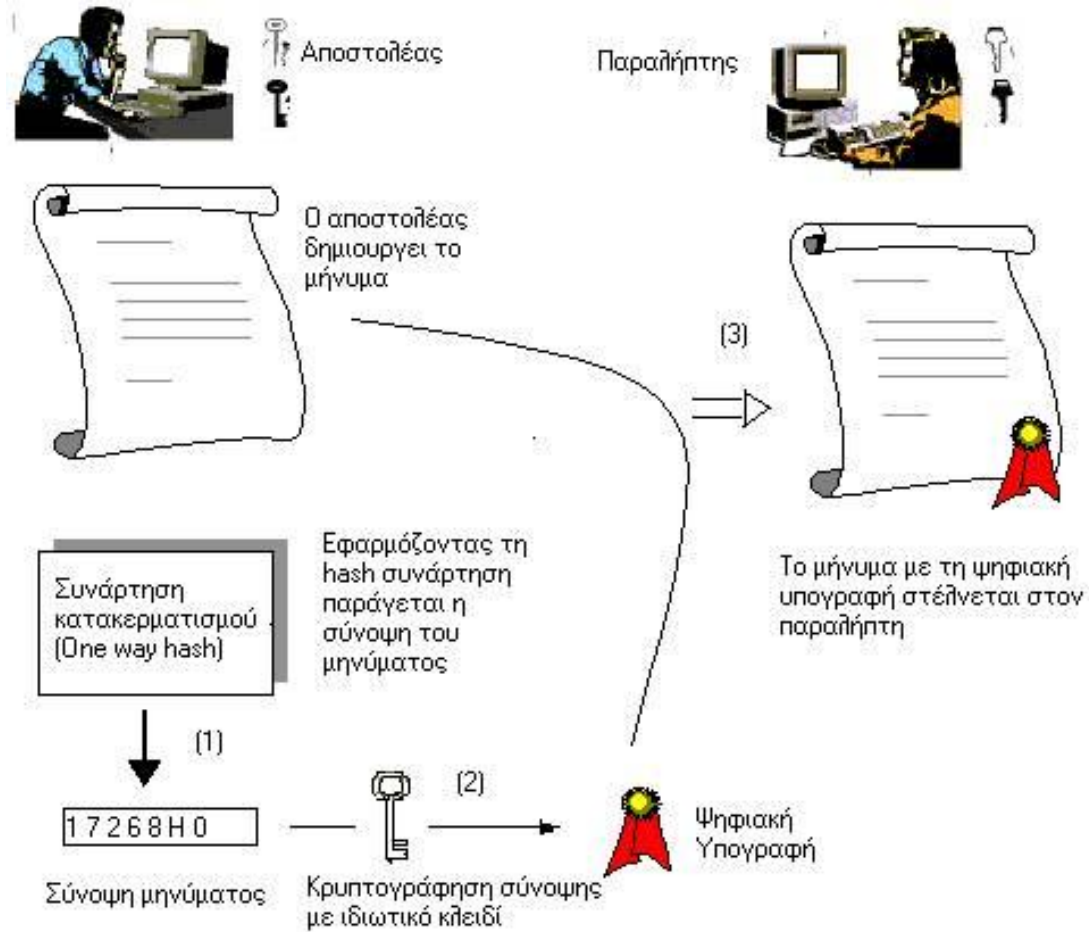 Αποστολέας
Παραλήπτης
Ο αποστολέας
δημιουργει το
μήνυμα
(3)
Συνάρτηση
κατακερματισμού
(One way hash)
Εφαρμόζοντας τη
hash συνάρτηση
παράγεται η
σύνοψη του
μηνύματος
Το μήνυμα με τη ψηφιακή
υπογραφή στέλνεται στον
παραλήπτη
(1)
(2)
17268H0
Ψηφιακή
Υπογραφή
Σύνοψη μηνύματος
Κρυπτογράφηση σύνοψης
με ιδιωτικό κλειδί